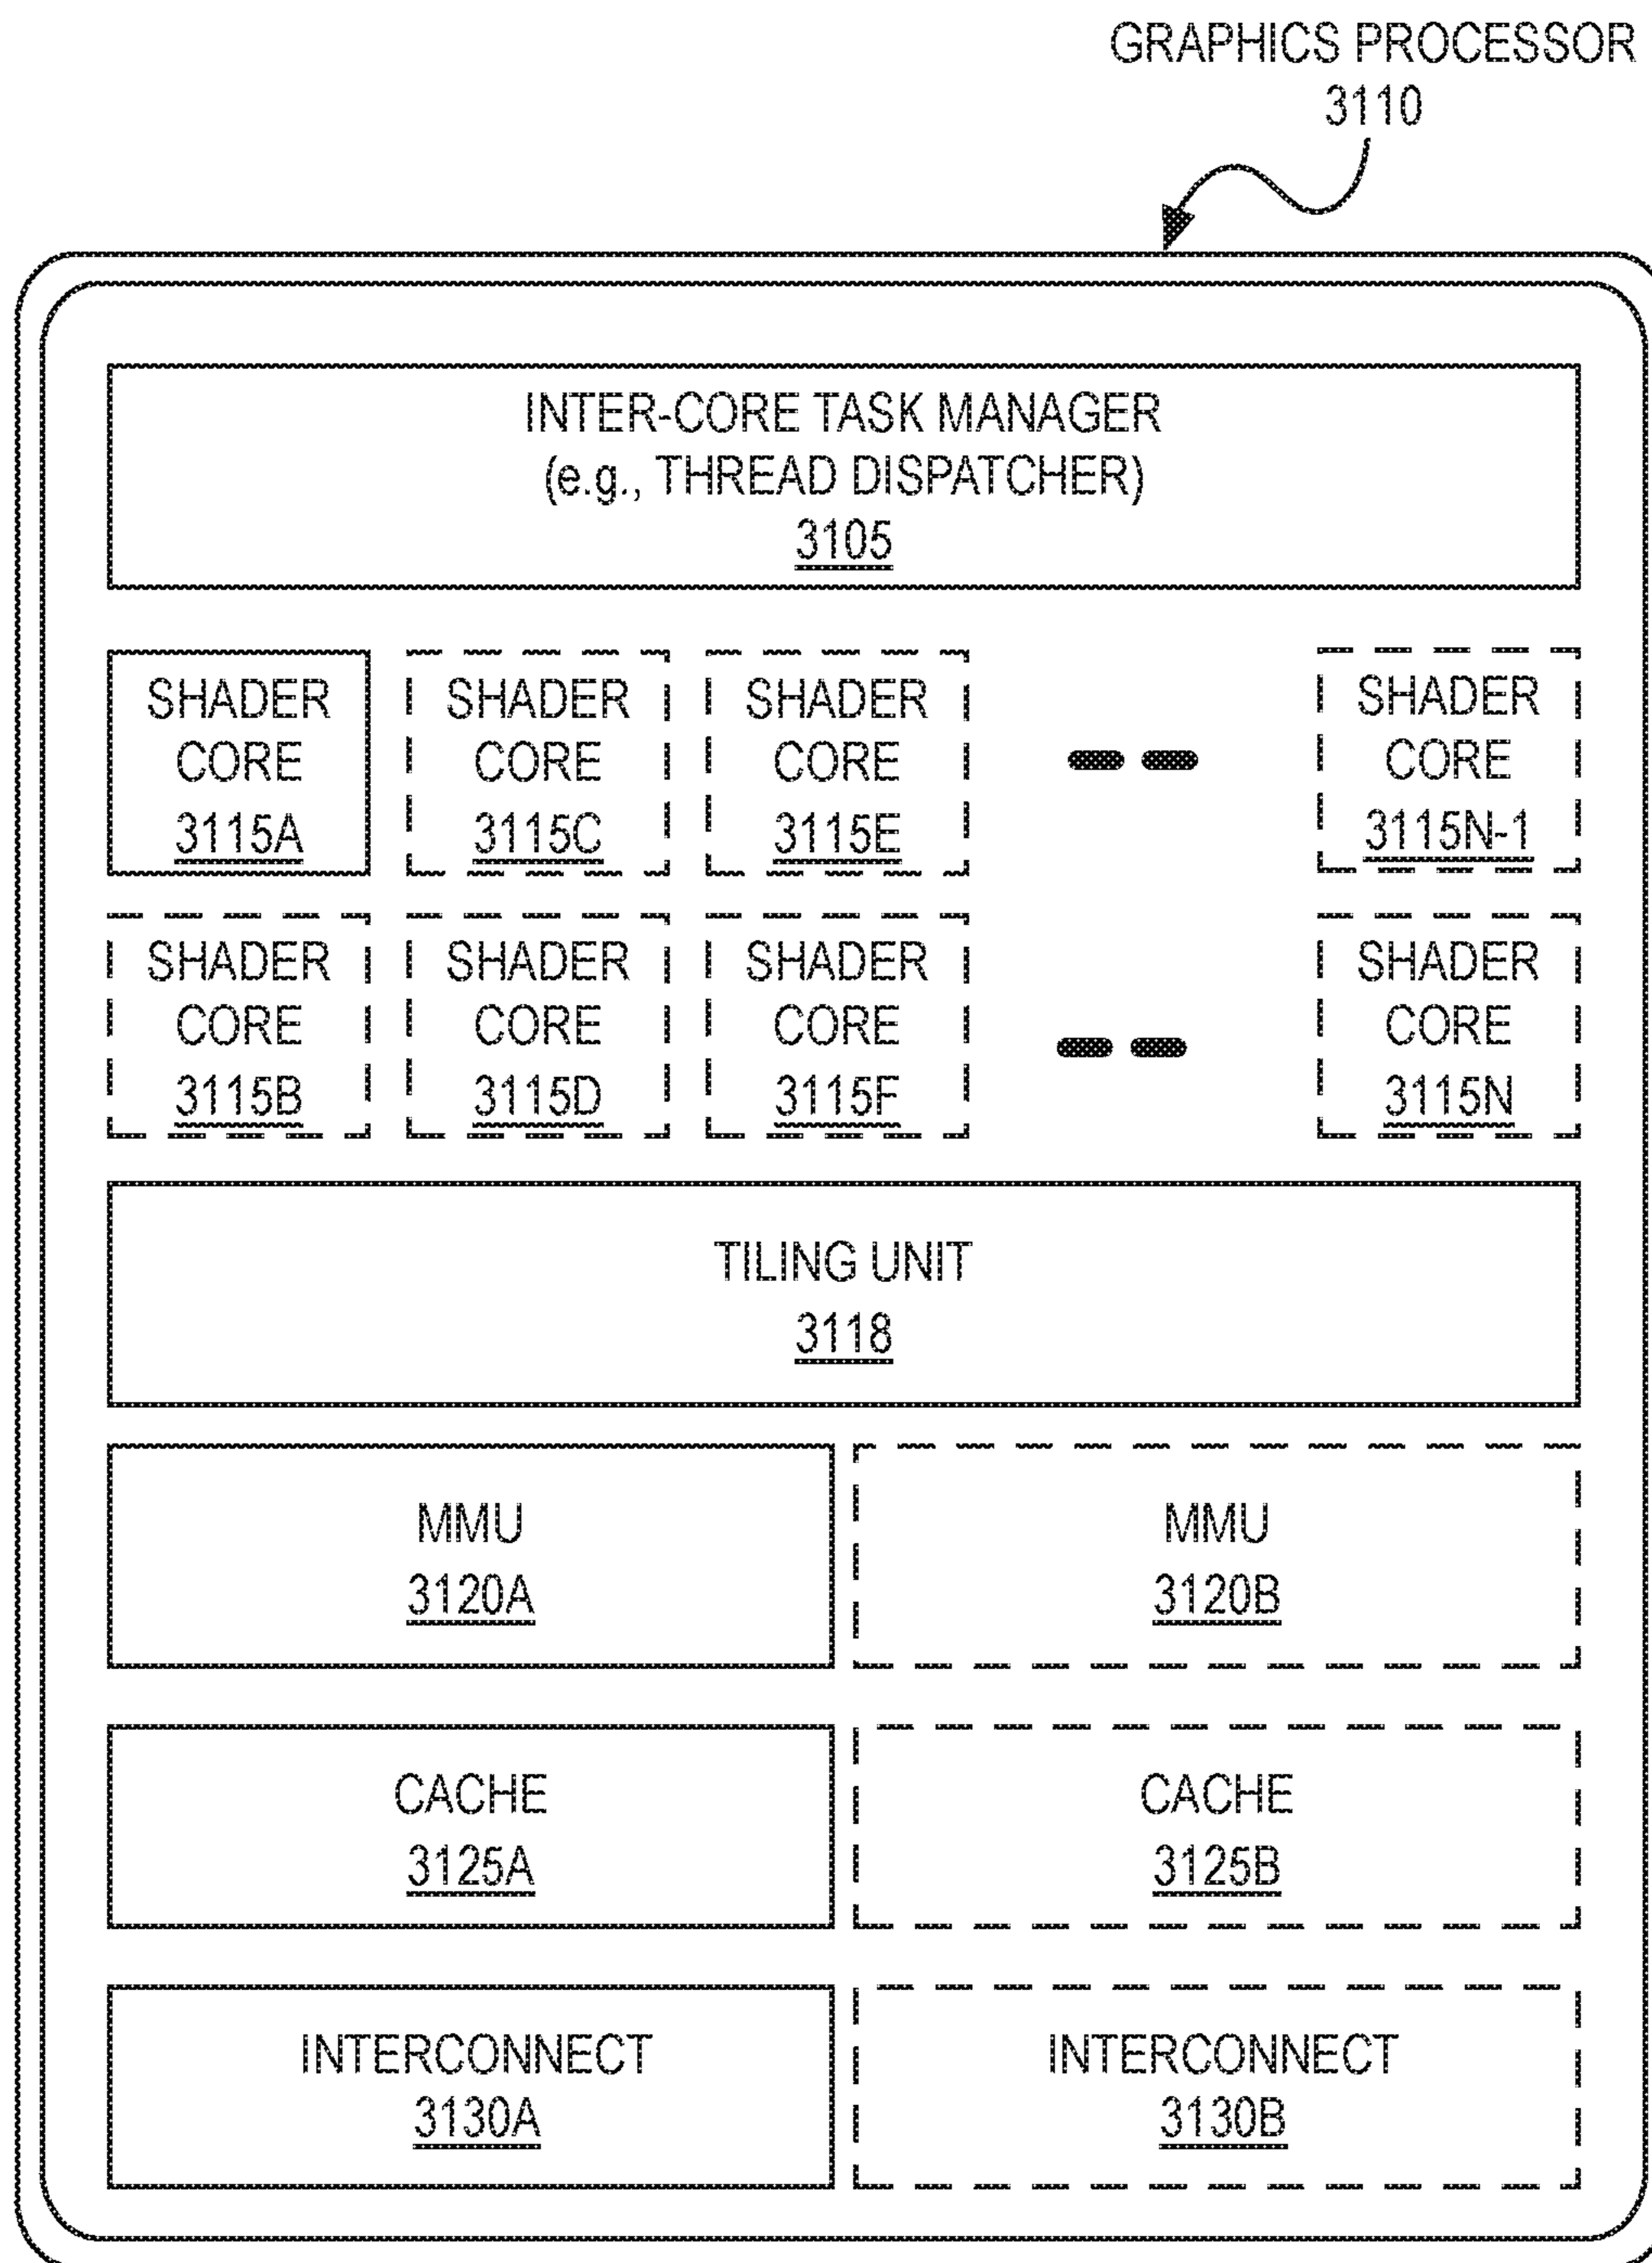 GRAPHICS PROCESSOR
3110
INTER-CORE TASK MANAGER
(e.g., THREAD DISPATCHER)
3105
SHADER
CORE
3115A
SHADER
CORE
3115C
SHADER
CORE
3115E
SHADER
CORE
3115N-1
SHADER
CORE
3115B
SHADER
CORE
3115D
SHADER
CORE
3115F
SHADER
CORE
3115N
TILING UNIT
3118
MMU
3120A
MMU
3120B
CACHE
3125A
CACHE
3125B
INTERCONNECT
3130A
INTERCONNECT
3130B